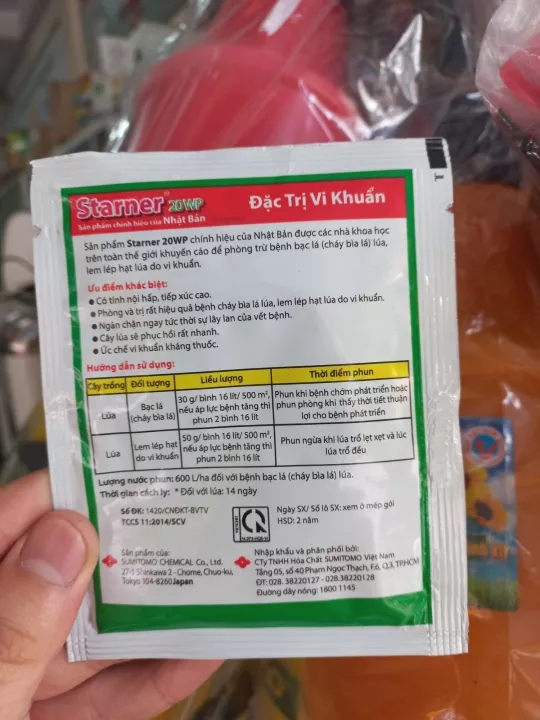 Starner® 20WP
Đặc Trị Vi Khuẩn
Sản phẩm chính hiệu của Nhật Bản
Sản phẩm Starner 20WP chính hiệu của Nhật Bản được các nhà khoa học
trên toàn thế giới khuyến cáo để phòng trừ bệnh bạc lá (cháy bìa lá) lúa,
lem lép hạt lúa do vi khuẩn.
Ưu điểm khác biệt:
● Có tính nội hấp, tiếp xúc cao.
● Phòng và trị rất hiệu quả bệnh cháy bìa lá lúa, lem lép hạt lúa do vi khuẩn.
● Ngăn chặn ngay tức thời sự lây lan của vết bệnh.
● Cây lúa sẽ phục hồi rất nhanh.
● Ức chế vi khuẩn kháng thuốc.
Hướng dẫn sử dụng:
Cây trồng Đối tượng Liều lượng Thời điểm phun
Lúa
Bạc lá
(cháy bìa lá)
30 g/ bình 16 lít/ 500 m²,
nếu áp lực bệnh tăng thì
phun 2 bình 16 lít
Phun khi bệnh chớm phát triển hoặc
phun phòng khi thấy thời tiết thuận
lợi cho bệnh phát triển
Lúa
Lem lép hạt
do vi khuẩn
50 g/ bình 16 lít/ 500 m²,
nếu áp lực bệnh tăng thì
phun 2 bình 16 lít
Phun ngừa khi lúa trổ lẹt xẹt và lúc
lúa trổ đều
Lượng nước phun: 600 L/ha đối với bệnh bạc lá (cháy bìa lá) lúa.
Thời gian cách ly: * Đối với lúa: 14 ngày
Số ĐK: 1420/CNĐKT-BVTV
TCCS 11:2014/SCV
Ngày SX/ Số lô SX: xem ở mép gói
HSD: 2 năm
Sản phẩm của:
SUMITOMO CHEMICAL Co., Ltd.
27-1 Shinkawa 2 - Chome, Chuo-ku,
Tokyo 104-8260 Japan
Nhập khẩu và phân phối bởi:
CTy TNHH Hóa Chất SUMITOMO Việt Nam
Tầng 05, số 40 Phạm Ngọc Thạch, F.6, Q.3, TP.HCM
ĐT: 028. 38220127 - 028.38220128
Đường dây nóng: 1800 1145
T